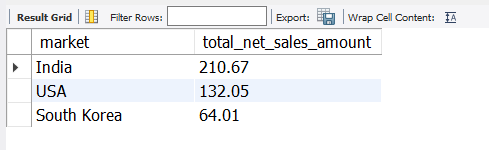 Result Grid Filter Rows: Export: Wrap Cell Content: IA
market total_net_sales_amount
India 210.67
USA 132.05
South Korea 64.01